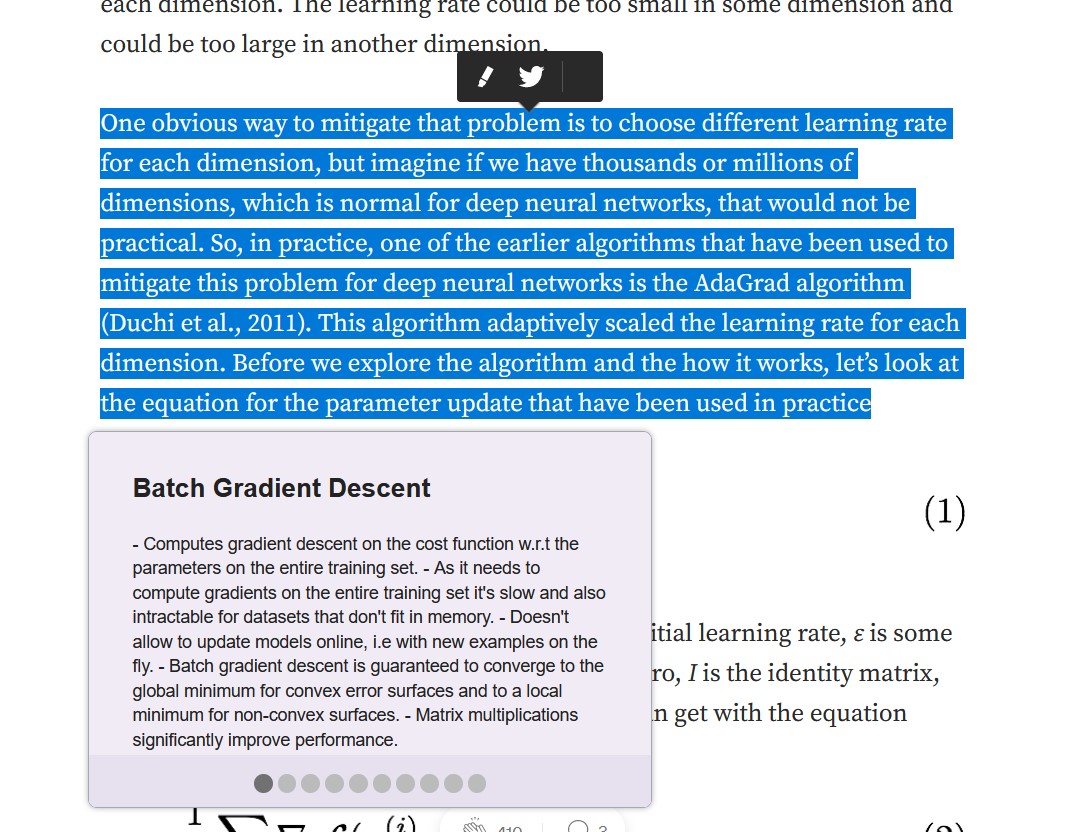 each dimension. The learning rate could be too small in some dimension and
could be too large in another dimension.
One obvious way to mitigate that problem is to choose different learning rate
for each dimension, but imagine if we have thousands or millions of
dimensions, which is normal for deep neural networks, that would not be
practical. So, in practice, one of the earlier algorithms that have been used to
mitigate this problem for deep neural networks is the AdaGrad algorithm
(Duchi et al., 2011). This algorithm adaptively scaled the learning rate for each
dimension. Before we explore the algorithm and the how it works, let’s look at
the equation for the parameter update that have been used in practice
Batch Gradient Descent
- Computes gradient descent on the cost function w.r.t the
parameters on the entire training set. - As it needs to
compute gradients on the entire training set it's slow and also
intractable for datasets that don't fit in memory. - Doesn't
allow to update models online, i.e with new examples on the
fly. - Batch gradient descent is guaranteed to converge to the
global minimum for convex error surfaces and to a local
minimum for non-convex surfaces. - Matrix multiplications
significantly improve performance.
(1)
itial learning rate, ε is some
ro, I is the identity matrix,
n get with the equation